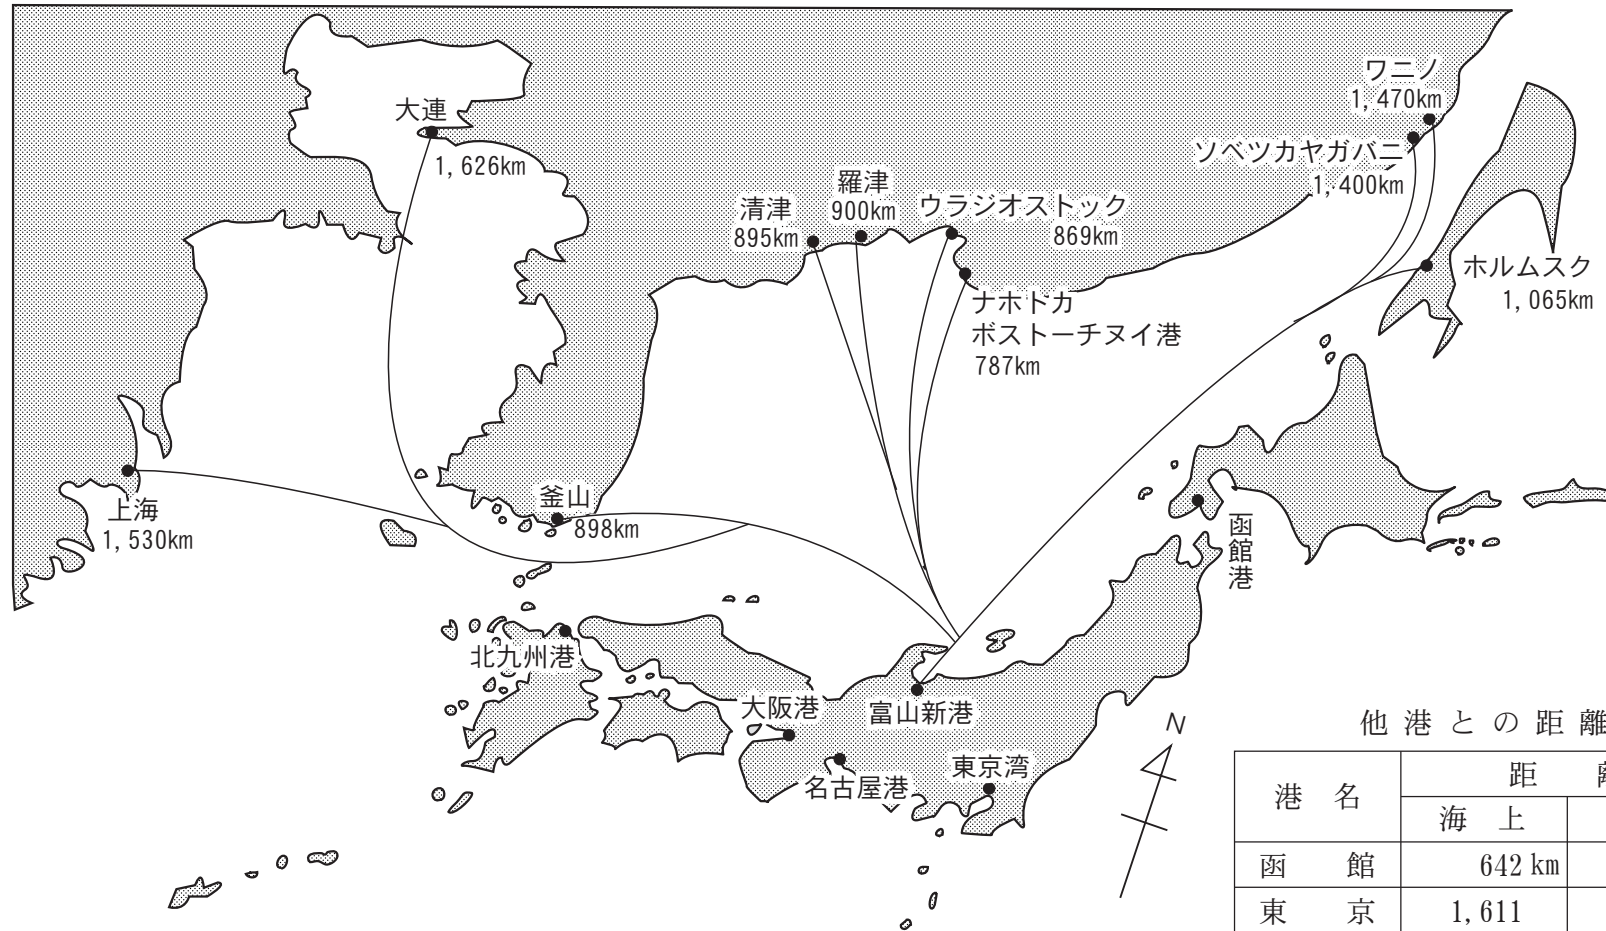 ワニノ
1,470km
大連
1,626km
ソベツカヤガバニ
1,400km
羅津
900km
清津
895km
ウラジオストック
869km
ホルムスク
1,065km
ナホトカ
ボストーチヌイ港
787km
上海
1,530km
釜山
898km
函館港
北九州港
大阪港
富山新港
名古屋港
東京湾
N
他港との距離
港名
距離
海上
函館
642km
東京
1,611